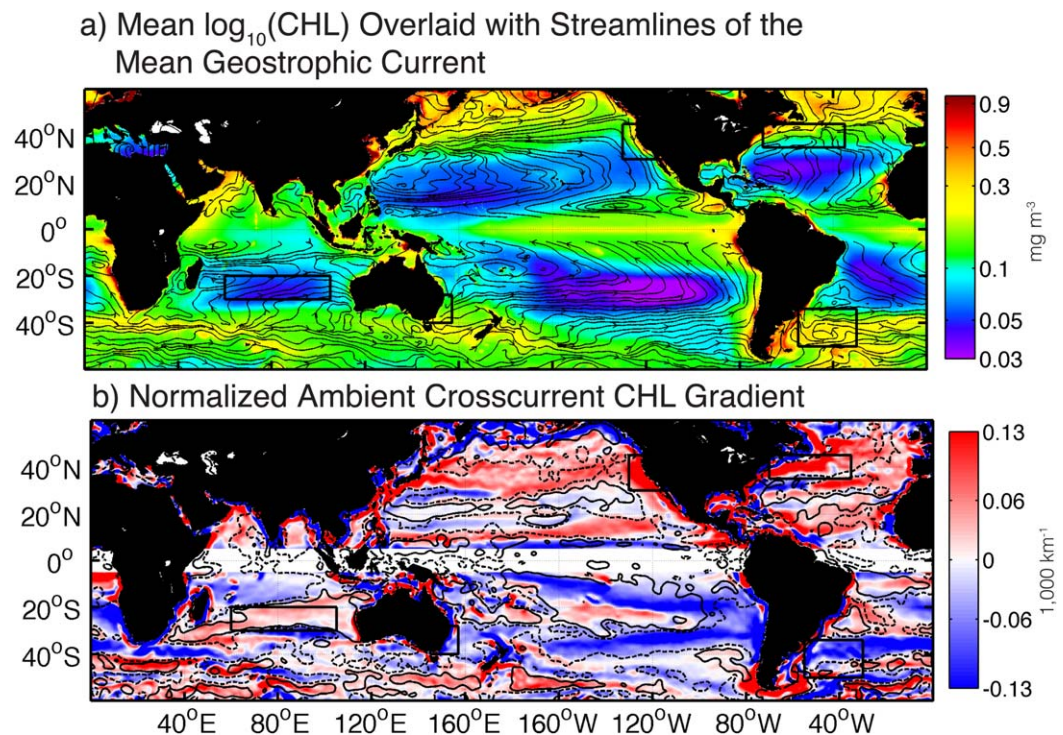 a) Mean log₁₀(CHL) Overlaid with Streamlines of the
Mean Geostrophic Current
40°N
20°N
0°
20°S
40°S
0.9
0.5
0.3
0.1
0.05
0.03
mg m⁻³
b) Normalized Ambient Crosscurrent CHL Gradient
40°N
20°N
0°
20°S
40°S
0.13
0.06
0
-0.06
-0.13
1,000 km⁻¹
40°E 80°E 120°E 160°E 160°W 120°W 80°W 40°W